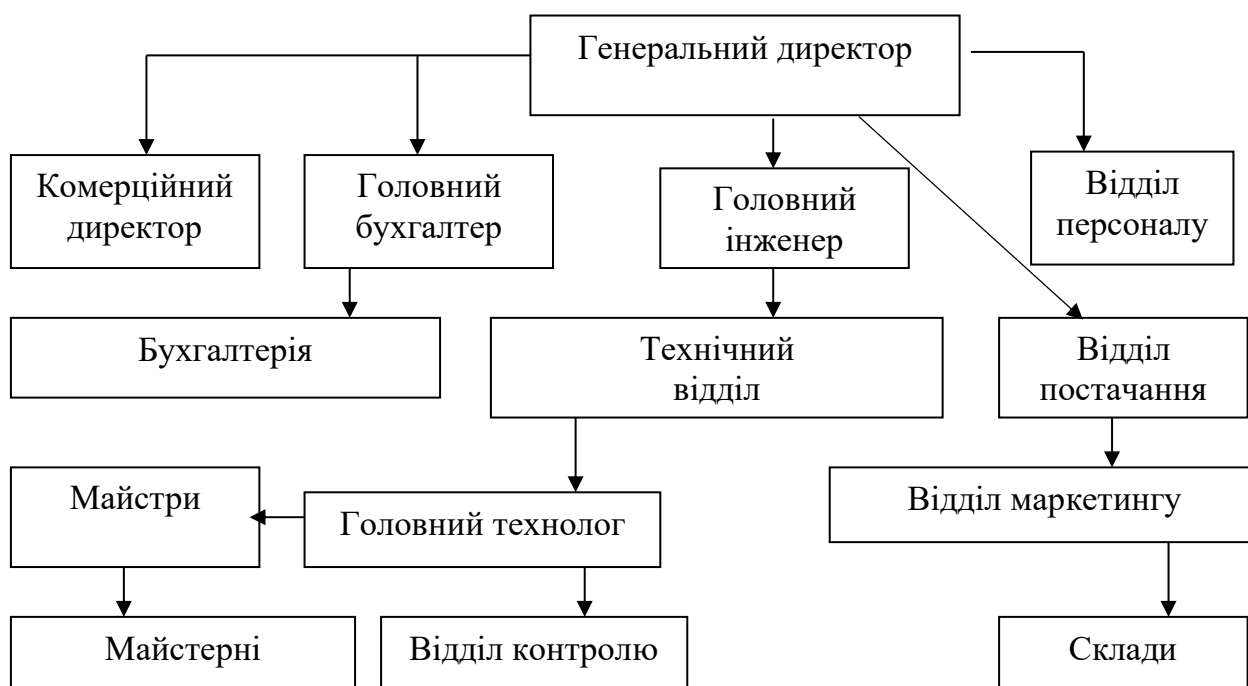 Генеральний директор
Комерційний
директор
Головний
бухгалтер
Головний
інженер
Відділ
персоналу
Бухгалтерія
Технічний
відділ
Відділ
постачання
Майстри
Головний технолог
Відділ маркетингу
Майстерні
Відділ контролю
Склади